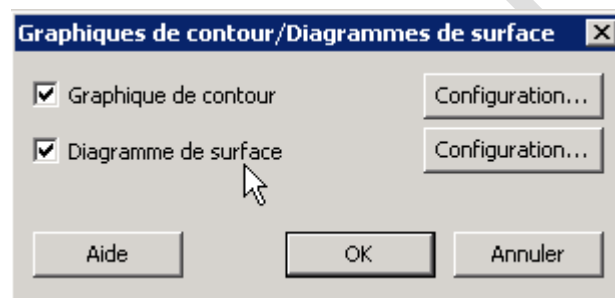 Graphiques de contour/Diagrammes de surface
Graphique de contour Configuration...
Diagramme de surface Configuration...
Aide OK Annuler